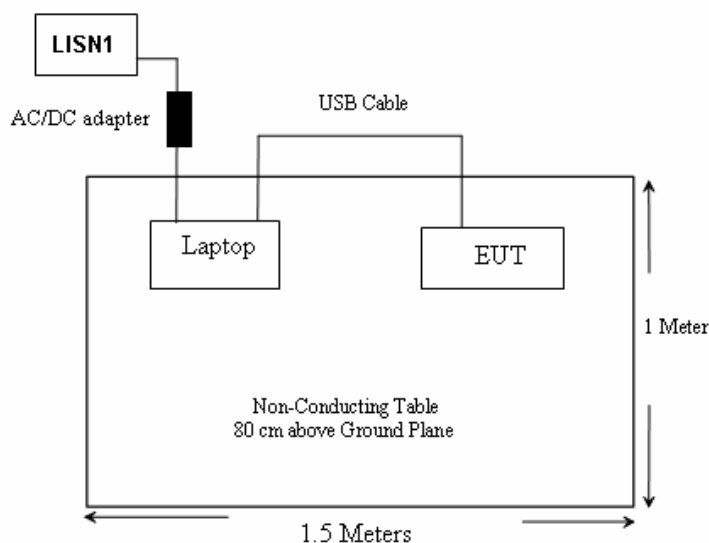 LISN1
AC/DC adapter
USB Cable
Laptop
EUT
1 Meter
Non-Conducting Table
80 cm above Ground Plane
1.5 Meters